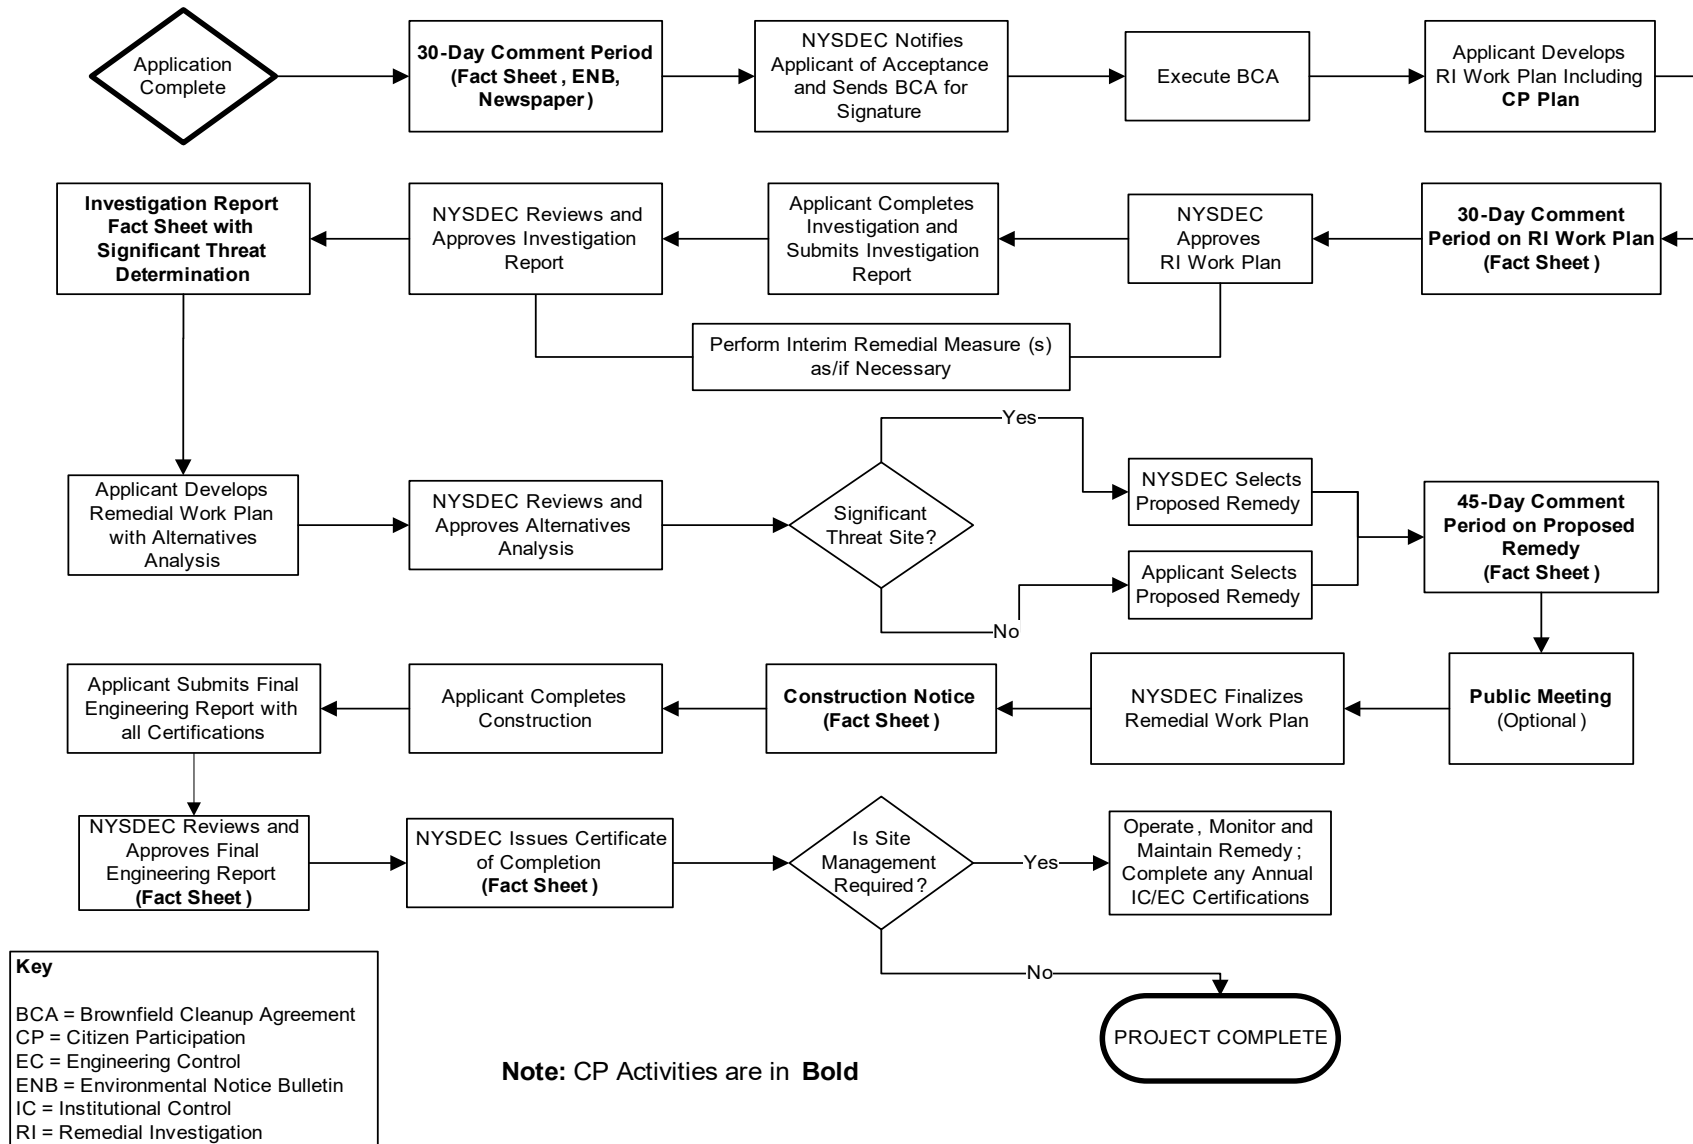 Application
Complete
30-Day Comment Period
(Fact Sheet, ENB,
Newspaper)
NYSDEC Notifies
Applicant of Acceptance
and Sends BCA for
Signature
Execute BCA
Applicant Develops
RI Work Plan Including
CP Plan
30-Day Comment
Period on RI Work Plan
(Fact Sheet)
NYSDEC
Approves
RI Work Plan
Applicant Completes
Investigation and
Submits Investigation
Report
NYSDEC Reviews and
Approves Investigation
Report
Investigation Report
Fact Sheet with
Significant Threat
Determination
Perform Interim Remedial Measure (s)
as/if Necessary
Applicant Develops
Remedial Work Plan
with Alternatives
Analysis
NYSDEC Reviews and
Approves Alternatives
Analysis
Significant
Threat Site?
Yes
No
NYSDEC Selects
Proposed Remedy
Applicant Selects
Proposed Remedy
45-Day Comment
Period on Proposed
Remedy
(Fact Sheet)
Public Meeting
(Optional)
NYSDEC Finalizes
Remedial Work Plan
Construction Notice
(Fact Sheet)
Applicant Completes
Construction
Applicant Submits Final
Engineering Report with
all Certifications
NYSDEC Reviews and
Approves Final
Engineering Report
(Fact Sheet)
NYSDEC Issues Certificate
of Completion
(Fact Sheet)
Is Site
Management
Required?
Yes
Operate, Monitor and
Maintain Remedy;
Complete any Annual
IC/EC Certifications
No
PROJECT COMPLETE
Key
BCA = Brownfield Cleanup Agreement
CP = Citizen Participation
EC = Engineering Control
ENB = Environmental Notice Bulletin
IC = Institutional Control
RI = Remedial Investigation
Note: CP Activities are in Bold